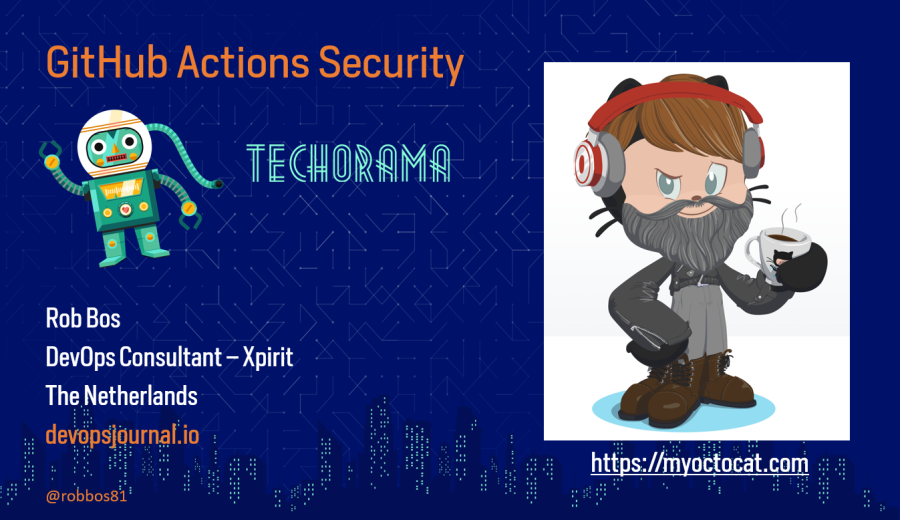 GitHub Actions Security
TECHORAMA
Rob Bos
DevOps Consultant – Xpirit
The Netherlands
devopsjournal.io
https://myoctocat.com
@robbos81